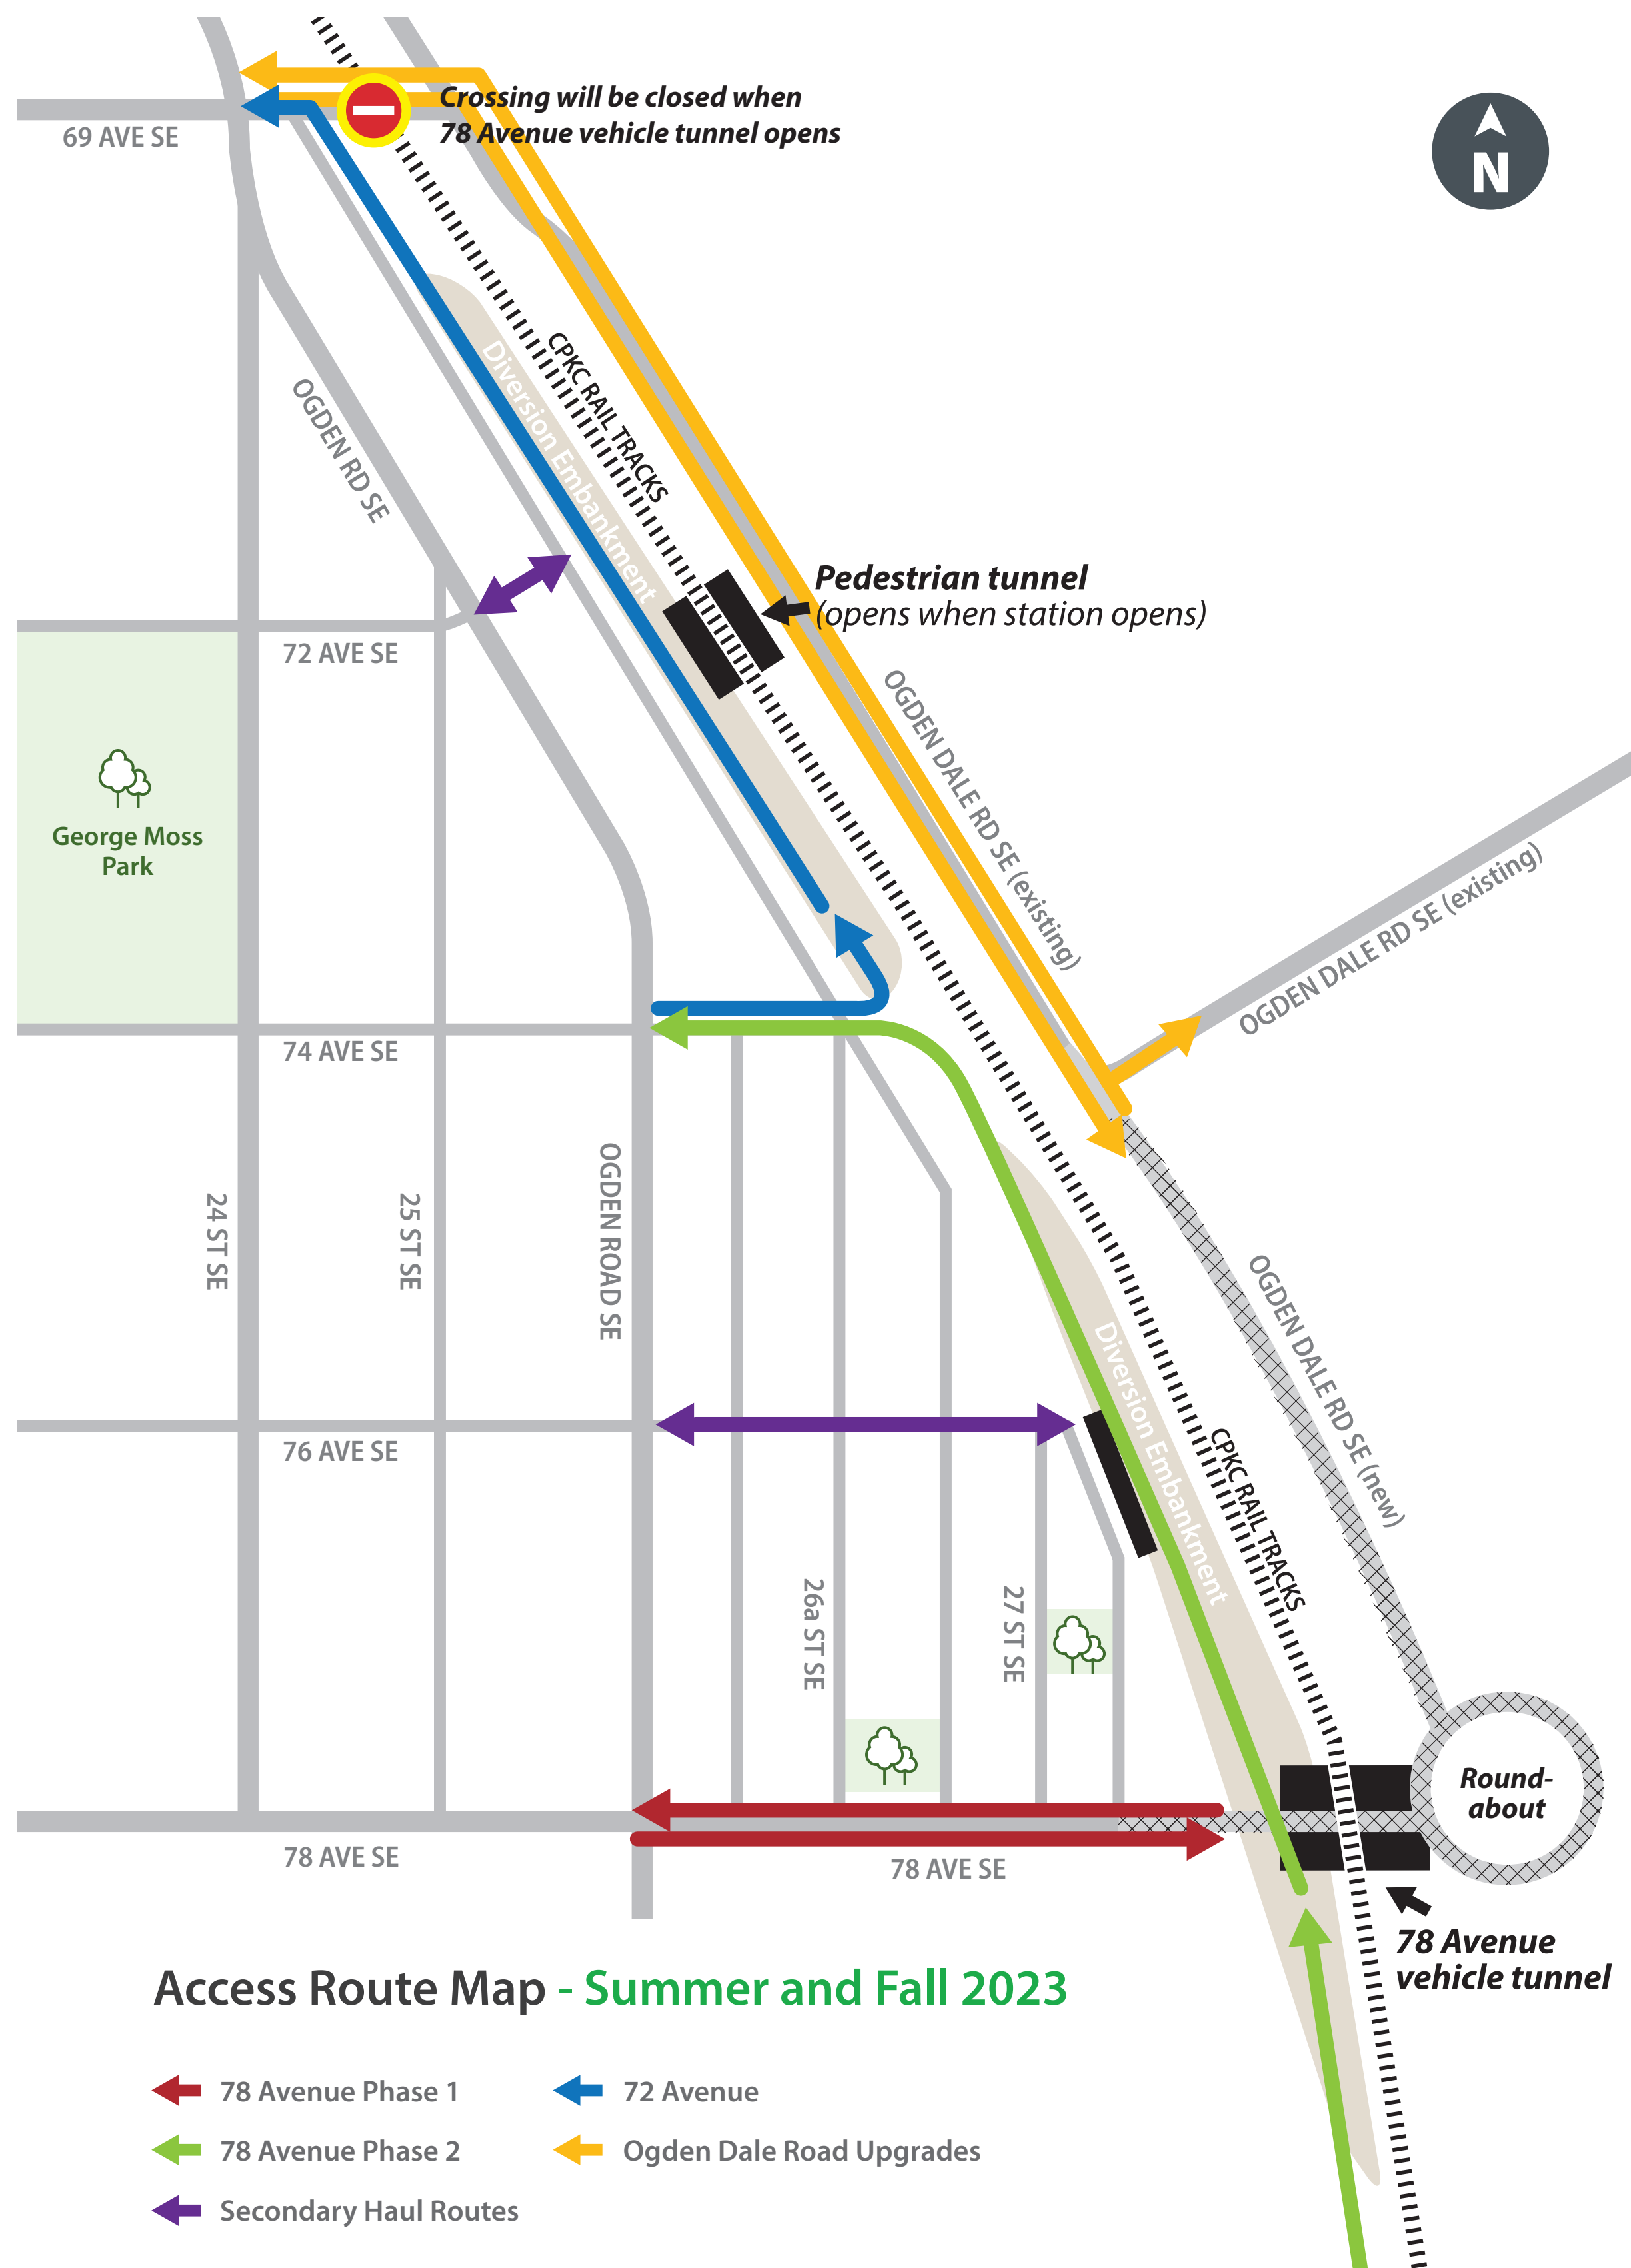 Crossing will be closed when
78 Avenue vehicle tunnel opens
69 AVE SE
N
CPKC RAIL TRACKS
Diversion Embankment
OGDEN RD SE
Pedestrian tunnel
(opens when station opens)
72 AVE SE
OGDEN DALE RD SE (existing)
George Moss
Park
OGDEN DALE RD SE (existing)
74 AVE SE
24 ST SE
25 ST SE
OGDEN ROAD SE
OGDEN DALE RD SE (new)
Diversion Embankment
CPKC RAIL TRACKS
76 AVE SE
26a ST SE
27 ST SE
Round-
about
78 AVE SE
78 AVE SE
78 Avenue
vehicle tunnel
Access Route Map - Summer and Fall 2023
78 Avenue Phase 1
72 Avenue
78 Avenue Phase 2
Ogden Dale Road Upgrades
Secondary Haul Routes